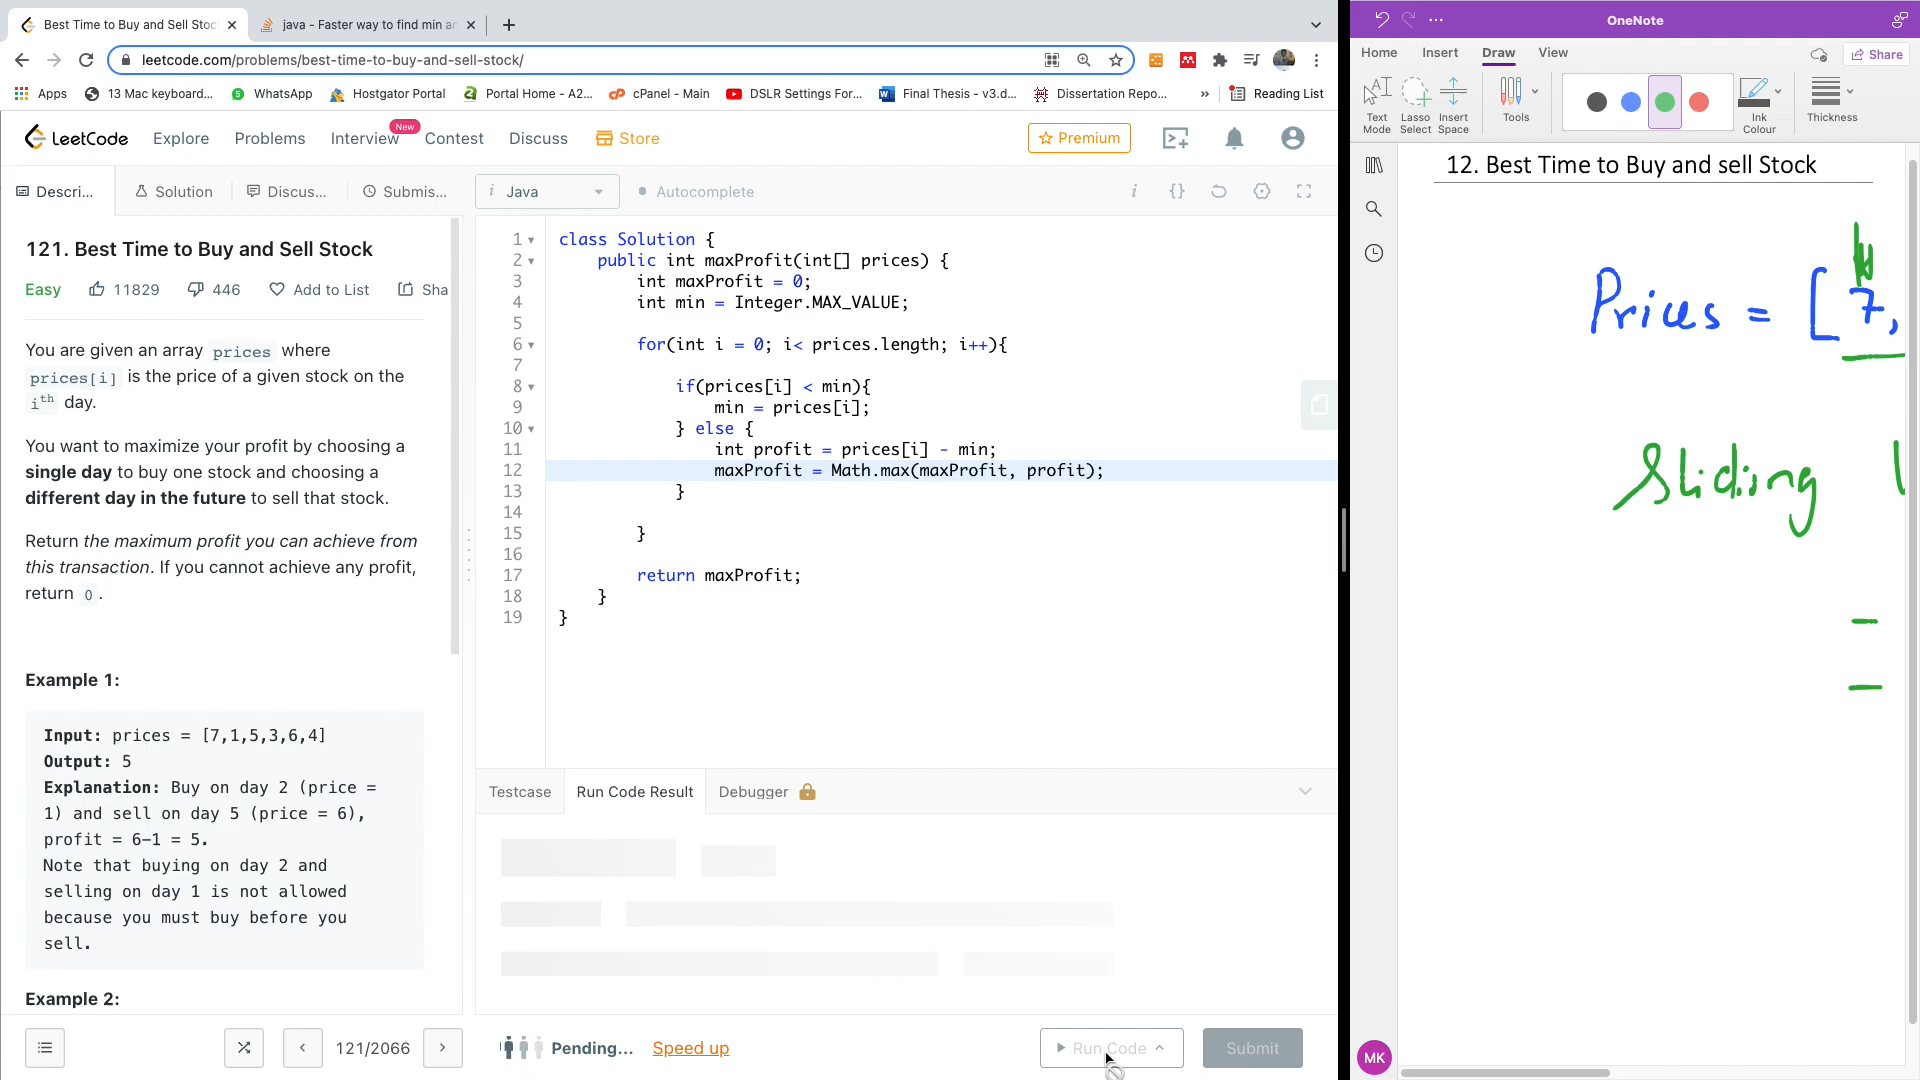 Best Time to Buy and Sell Stoc
java - Faster way to find min ar
leetcode.com/problems/best-time-to-buy-and-sell-stock/
Apps
13 Mac keyboard...
WhatsApp
Hostgator Portal
Portal Home - A2...
cPanel - Main
DSLR Settings For...
Final Thesis - v3.d...
Dissertation Repo...
»
Reading List
LeetCode
Explore
Problems
Interview
New
Contest
Discuss
Store
Premium
Descri...
Solution
Discus...
Submis...
i Java
Autocomplete
121. Best Time to Buy and Sell Stock
Easy
11829
446
Add to List
Sha
You are given an array prices where
prices[i] is the price of a given stock on the
ith day.
You want to maximize your profit by choosing a
single day to buy one stock and choosing a
different day in the future to sell that stock.
Return the maximum profit you can achieve from
this transaction. If you cannot achieve any profit,
return 0 .
Example 1:
Input: prices = [7,1,5,3,6,4]
Output: 5
Explanation: Buy on day 2 (price =
1) and sell on day 5 (price = 6),
profit = 6-1 = 5.
Note that buying on day 2 and
selling on day 1 is not allowed
because you must buy before you
sell.
Example 2:
121/2066
1 class Solution {
2 public int maxProfit(int[] prices) {
3 int maxProfit = 0;
4 int min = Integer.MAX_VALUE;
5
6 for(int i = 0; i< prices.length; i++){
7
8 if(prices[i] < min){
9 min = prices[i];
10 } else {
11 int profit = prices[i] - min;
12 maxProfit = Math.max(maxProfit, profit);
13 }
14
15 }
16
17 return maxProfit;
18 }
19 }
Testcase
Run Code Result
Debugger
Pending...
Speed up
Run Code
Submit
OneNote
Home
Insert
Draw
View
Share
Text Mode
Lasso Select
Insert Space
Tools
Ink Colour
Thickness
12. Best Time to Buy and sell Stock
Prices = [7,
Sliding
MK